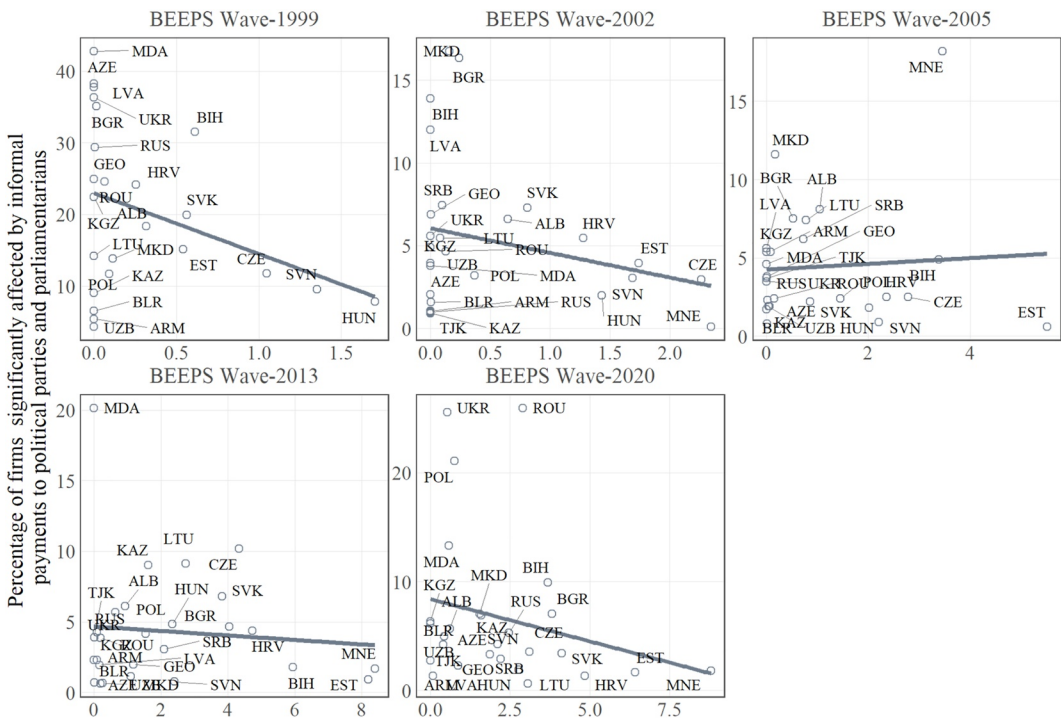 Percentage of firms significantly affected by informal
payments to political parties and parliamentarians
BEEPS Wave-1999
40
30
20
10
MDA
AZE
LVA
UKR
BIH
BGR
RUS
GEO
HRV
ROU
ALB
SVK
KGZ
LTU
MKD
EST
CZE
SVN
POL
KAZ
BLR
HUN
UZB
ARM
0.0
0.5
1.0
1.5
BEEPS Wave-2002
15
10
5
0
MKD
BGR
BIH
LVA
SRB
GEO
SVK
UKR
ALB
HRV
KGZ
LTU
ROU
EST
UZB
POL
MDA
CZE
AZE
BLR
ARM
RUS
SVN
MNE
TJK
KAZ
HUN
0.0
0.5
1.0
1.5
2.0
BEEPS Wave-2005
15
10
5
0
MNE
MKD
BGR
ALB
LVA
LTU
SRB
KGZ
ARM
GEO
MDA
TJK
BIH
RUS
UKR
ROU
POL
HRV
CZE
AZE
SVK
EST
BLR
KAZ
UZB
HUN
SVN
0
2
4
BEEPS Wave-2013
20
15
10
5
0
MDA
KAZ
LTU
CZE
TJK
ALB
HUN
SVK
RUS
POL
BGR
UKR
KGZ
ROU
SRB
HRV
ARM
LVA
MNE
BLR
GEO
AZE
UZB
MKD
SVN
BIH
EST
0
2
4
6
8
BEEPS Wave-2020
20
10
0
UKR
ROU
POL
MDA
BIH
KGZ
MKD
ALB
RUS
BGR
BLR
KAZ
AZE
SVN
CZE
UZB
TJK
GEO
SRB
SVK
EST
ARM
LVA
HUN
LTU
HRV
MNE
0.0
2.5
5.0
7.5